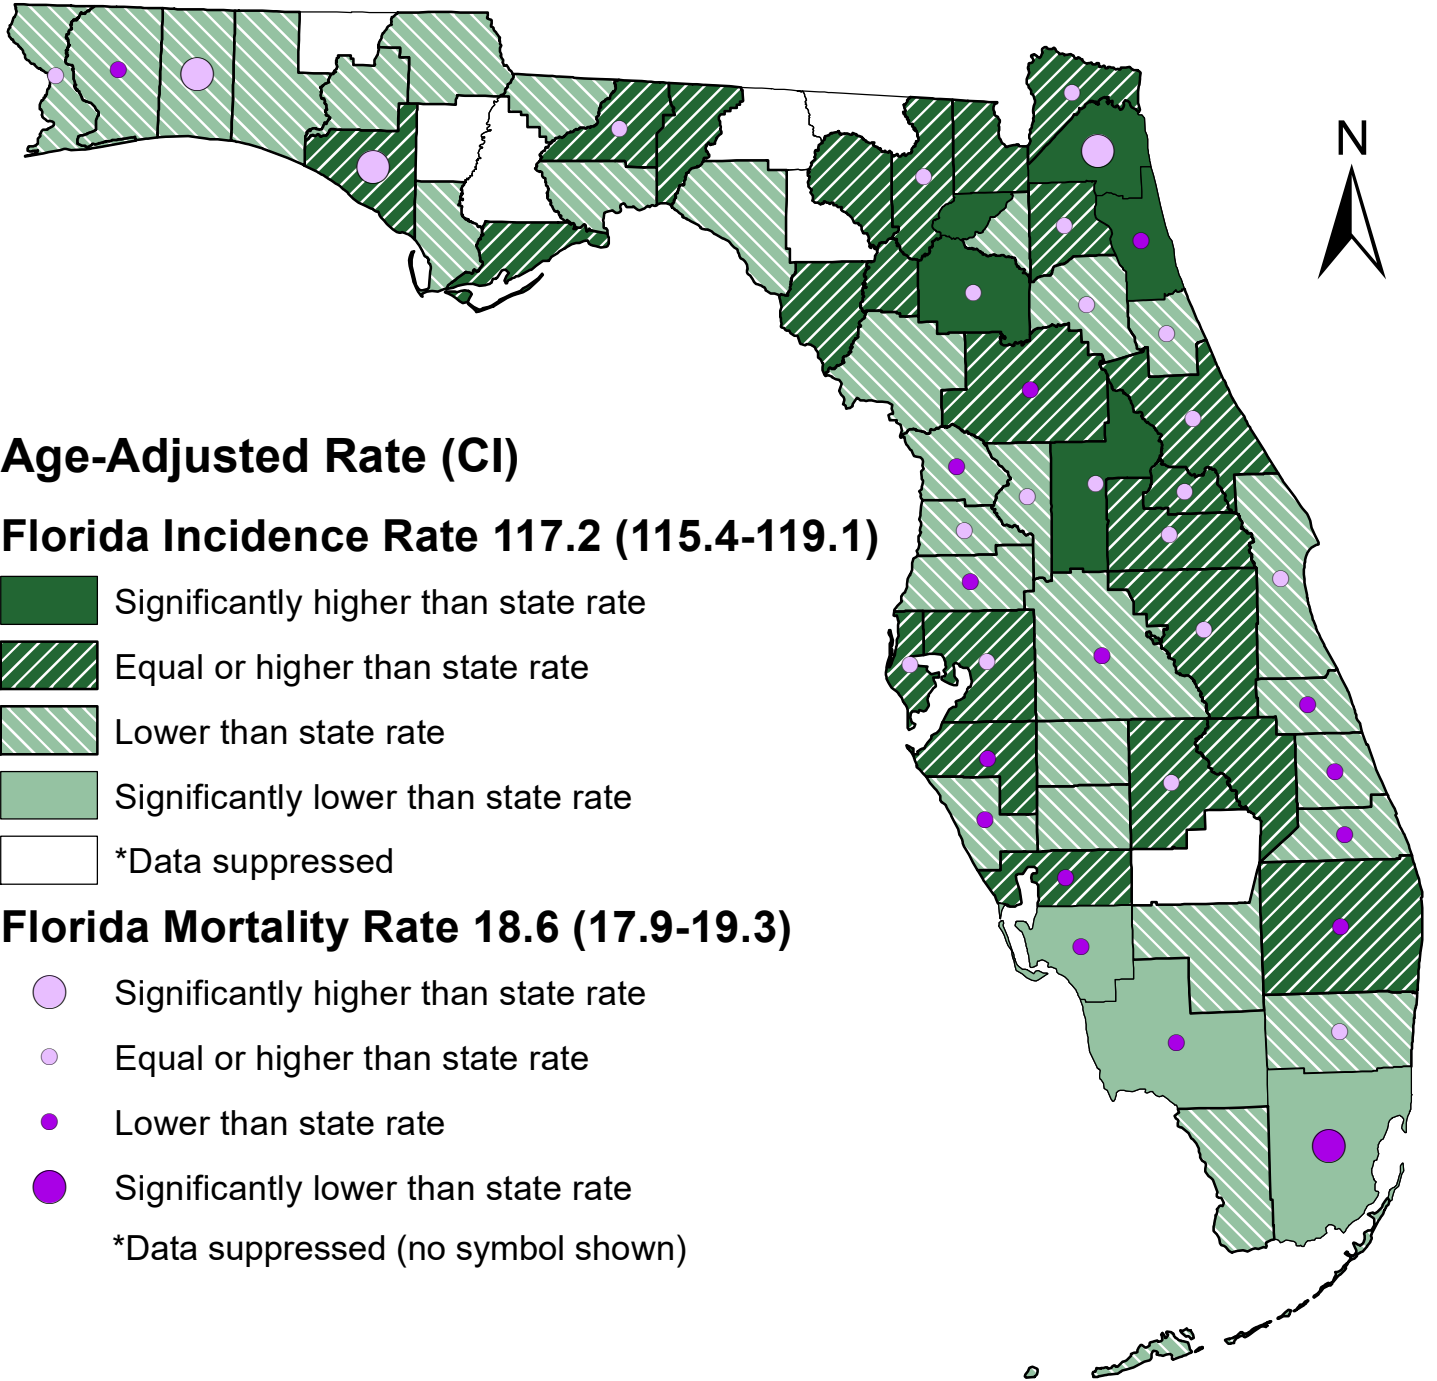 N
Age-Adjusted Rate (CI)
Florida Incidence Rate 117.2 (115.4-119.1)
Significantly higher than state rate
Equal or higher than state rate
Lower than state rate
Significantly lower than state rate
*Data suppressed
Florida Mortality Rate 18.6 (17.9-19.3)
Significantly higher than state rate
Equal or higher than state rate
Lower than state rate
Significantly lower than state rate
*Data suppressed (no symbol shown)